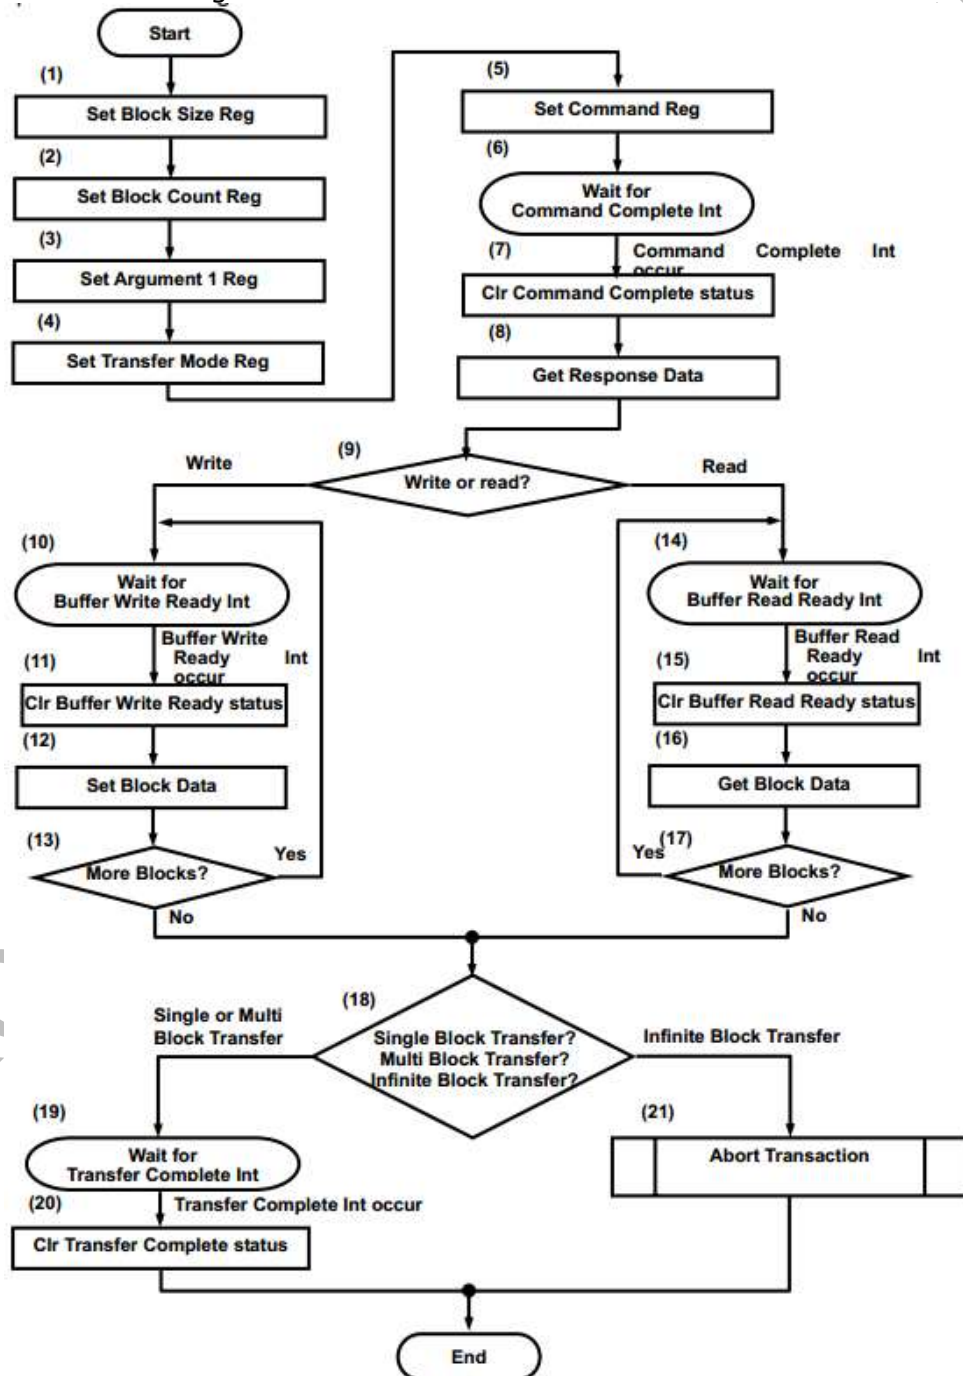 Start
(1)
Set Block Size Reg
(2)
Set Block Count Reg
(3)
Set Argument 1 Reg
(4)
Set Transfer Mode Reg
(5)
Set Command Reg
(6)
Wait for
Command Complete Int
(7)
Command Complete Int
occur
Clr Command Complete status
(8)
Get Response Data
(9)
Write or read?
Write
Read
(10)
Wait for
Buffer Write Ready Int
Buffer Write
Ready Int
occur
(11)
Clr Buffer Write Ready status
(12)
Set Block Data
(13)
More Blocks?
Yes
No
(14)
Wait for
Buffer Read Ready Int
Buffer Read
Ready Int
occur
(15)
Clr Buffer Read Ready status
(16)
Get Block Data
(17)
More Blocks?
Yes
No
(18)
Single Block Transfer?
Multi Block Transfer?
Infinite Block Transfer?
Single or Multi
Block Transfer
Infinite Block Transfer
(19)
Wait for
Transfer Complete Int
(20)
Transfer Complete Int occur
Clr Transfer Complete status
(21)
Abort Transaction
End